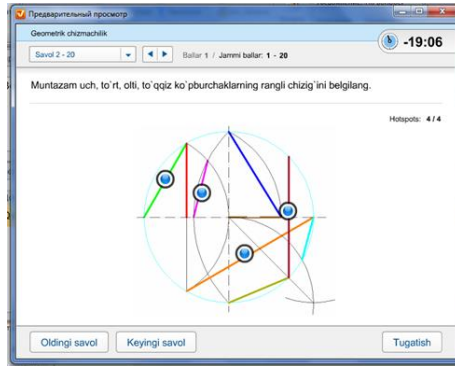 Предварительный просмотр
Geometrik chizmachilik
-19:06
Savol 2 - 20
Ballar 1 / Jammi ballar: 1 - 20
Muntazam uch, to`rt, olti, to`qqiz ko`pburchaklarning rangli chizig`ini belgilang.
Hotspots: 4 / 4
Oldingi savol
Keyingi savol
Tugatish